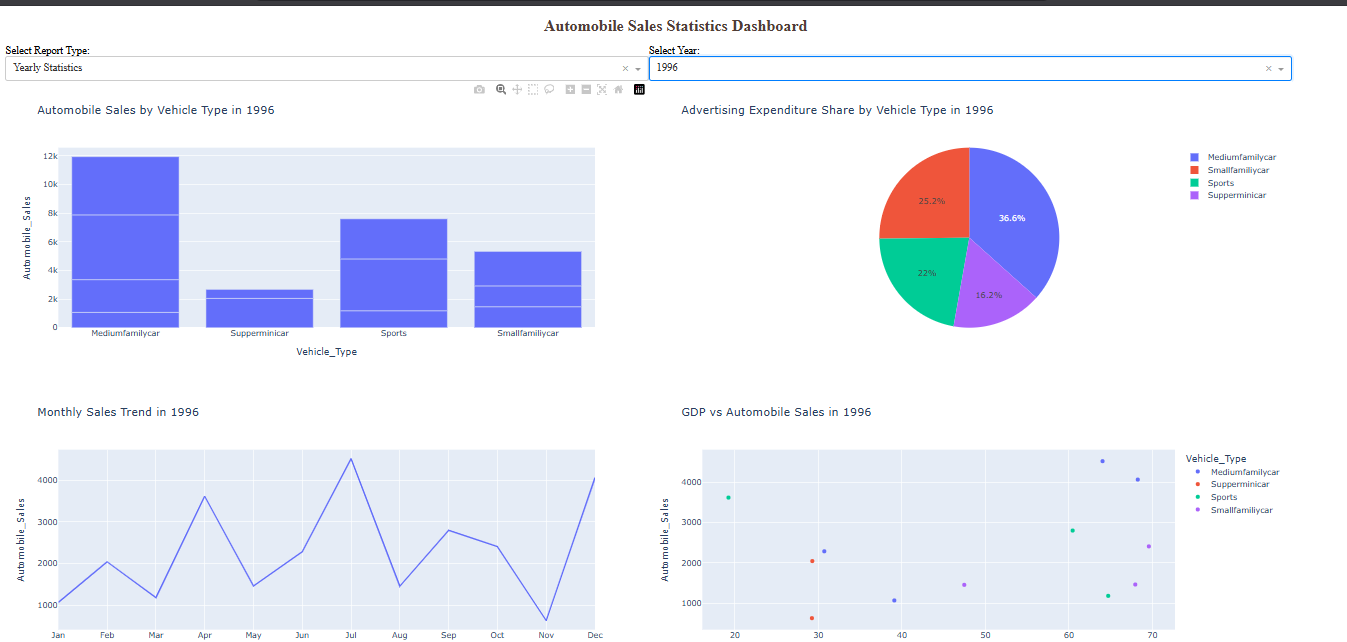 Automobile Sales Statistics Dashboard
Select Report Type:
Yearly Statistics
Select Year:
1996
Automobile Sales by Vehicle Type in 1996
12k
10k
8k
6k
4k
2k
0
Automobile_Sales
Mediumfamilycar
Supperminicar
Sports
Smallfamiliycar
Vehicle_Type
Advertising Expenditure Share by Vehicle Type in 1996
36.6%
25.2%
22%
16.2%
Mediumfamilycar
Smallfamiliycar
Sports
Supperminicar
Monthly Sales Trend in 1996
4000
3000
2000
1000
Automobile_Sales
Jan
Feb
Mar
Apr
May
Jun
Jul
Aug
Sep
Oct
Nov
Dec
GDP vs Automobile Sales in 1996
4000
3000
2000
1000
Automobile_Sales
20
30
40
50
60
70
Vehicle_Type
Mediumfamilycar
Supperminicar
Sports
Smallfamiliycar